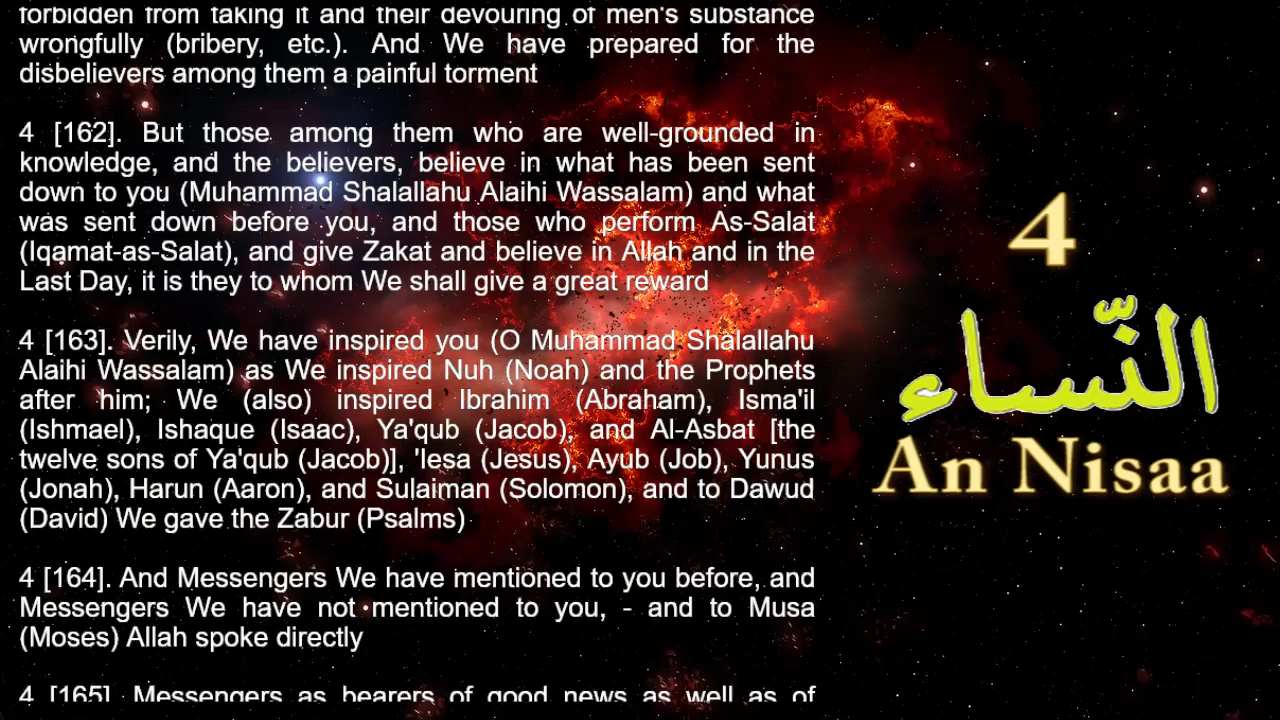 forbidden from taking it and their devouring of men's substance
wrongfully (bribery, etc.). And We have prepared for the
disbelievers among them a painful torment
4 [162]. But those among them who are well-grounded in
knowledge, and the believers, believe in what has been sent
down to you (Muhammad Shalallahu Alaihi Wassalam) and what
was sent down before you, and those who perform As-Salat
(Iqamat-as-Salat), and give Zakat and believe in Allah and in the
Last Day, it is they to whom We shall give a great reward
4 [163]. Verily, We have inspired you (O Muhammad Shalallahu
Alaihi Wassalam) as We inspired Nuh (Noah) and the Prophets
after him; We (also) inspired Ibrahim (Abraham), Isma'il
(Ishmael), Ishaque (Isaac), Ya'qub (Jacob), and Al-Asbat [the
twelve sons of Ya'qub (Jacob)], 'Iesa (Jesus), Ayub (Job), Yunus
(Jonah), Harun (Aaron), and Sulaiman (Solomon), and to Dawud
(David) We gave the Zabur (Psalms)
4 [164]. And Messengers We have mentioned to you before, and
Messengers We have not mentioned to you, - and to Musa
(Moses) Allah spoke directly
4 [165]. Messengers as bearers of good news as well as of
4
النّساء
An Nisaa